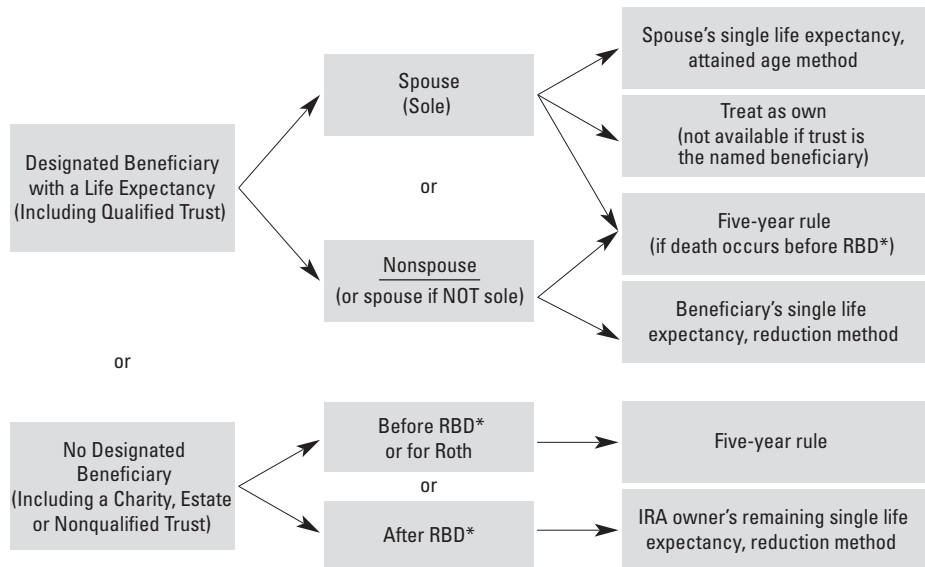 Designated Beneficiary
with a Life Expectancy
(Including Qualified Trust)
Spouse
(Sole)
or
Nonspouse
(or spouse if NOT sole)
Spouse's single life expectancy,
attained age method
Treat as own
(not available if trust is
the named beneficiary)
Five-year rule
(if death occurs before RBD*)
Beneficiary's single life
expectancy, reduction method
or
No Designated
Beneficiary
(Including a Charity, Estate
or Nonqualified Trust)
Before RBD*
or for Roth
or
After RBD*
Five-year rule
IRA owner's remaining single life
expectancy, reduction method